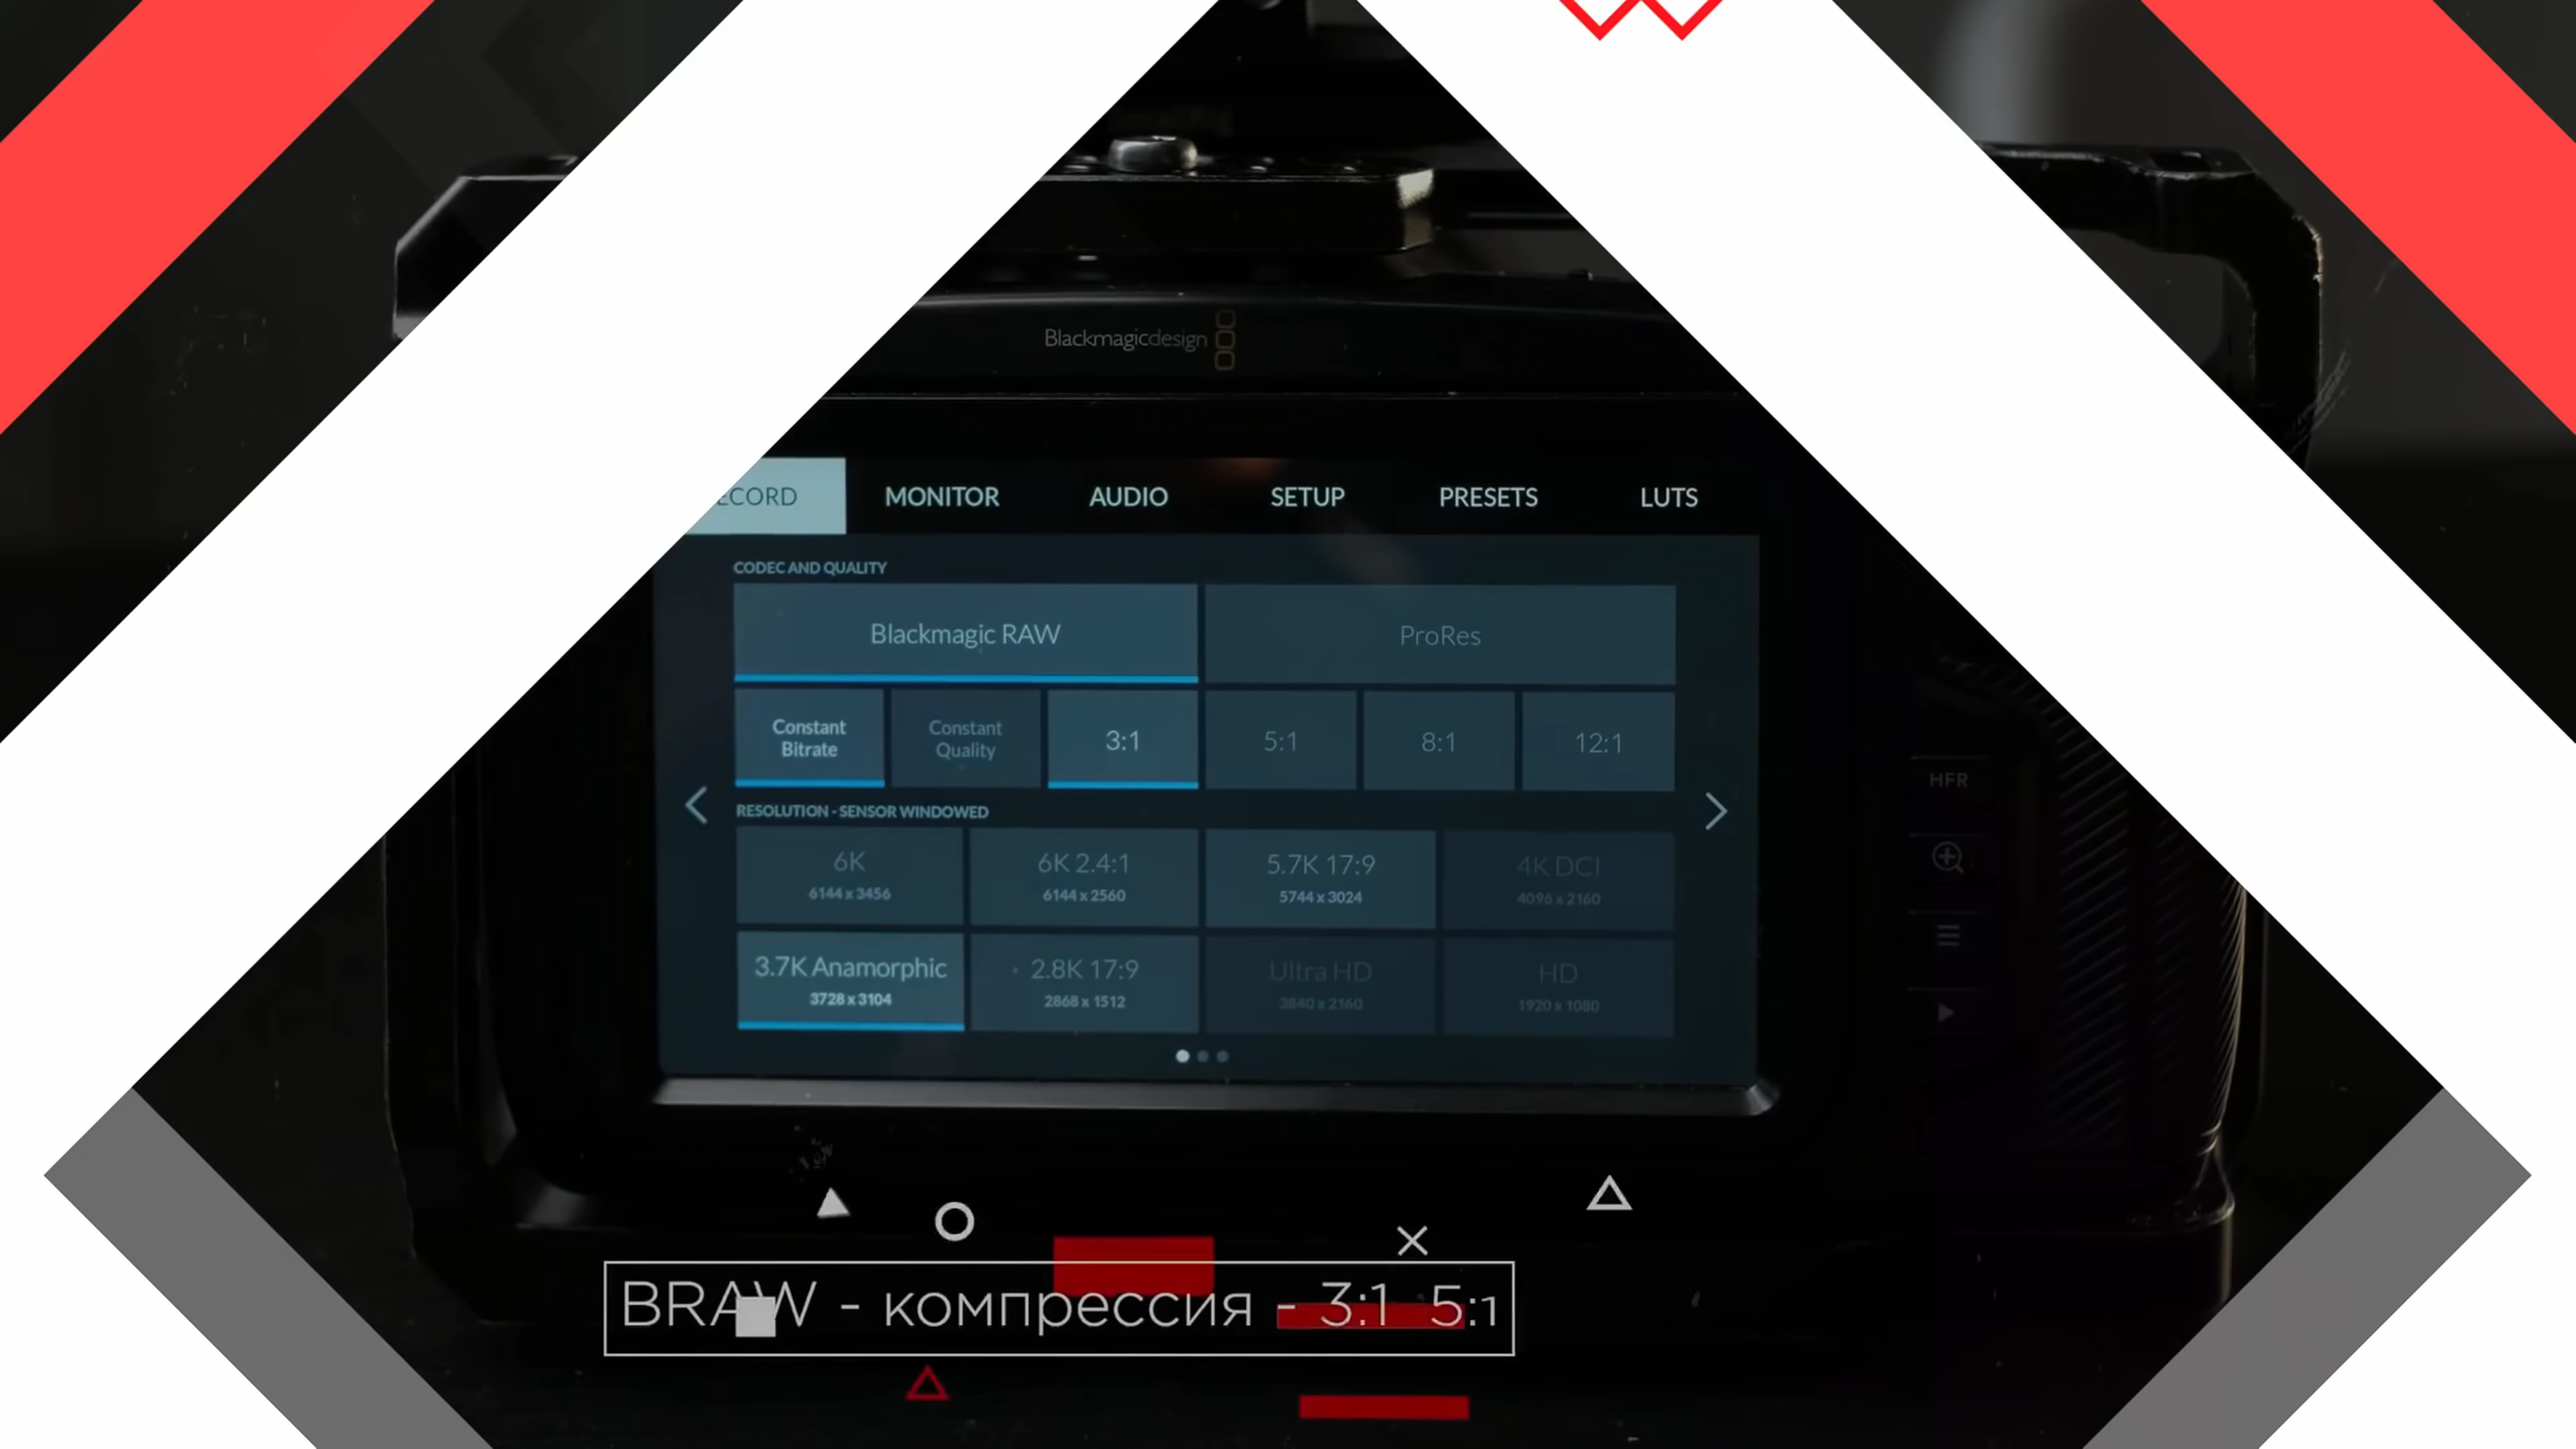 Blackmagicdesign
ECORD MONITOR AUDIO SETUP PRESETS LUTS
CODEC AND QUALITY
Blackmagic RAW ProRes
Constant Bitrate Constant Quality 3:1 5:1 8:1 12:1
RESOLUTION - SENSOR WINDOWED
6K 6K 2.4:1 5.7K 17:9 4K DCI
6144 x 3456 6144 x 2560 5744 x 3024 4096 x 2160
3.7K Anamorphic 2.8K 17:9 Ultra HD HD
3728 x 3104 2868 x 1512 3840 x 2160 1920 x 1080
HFR
BRAW - компрессия - 3:1 5:1